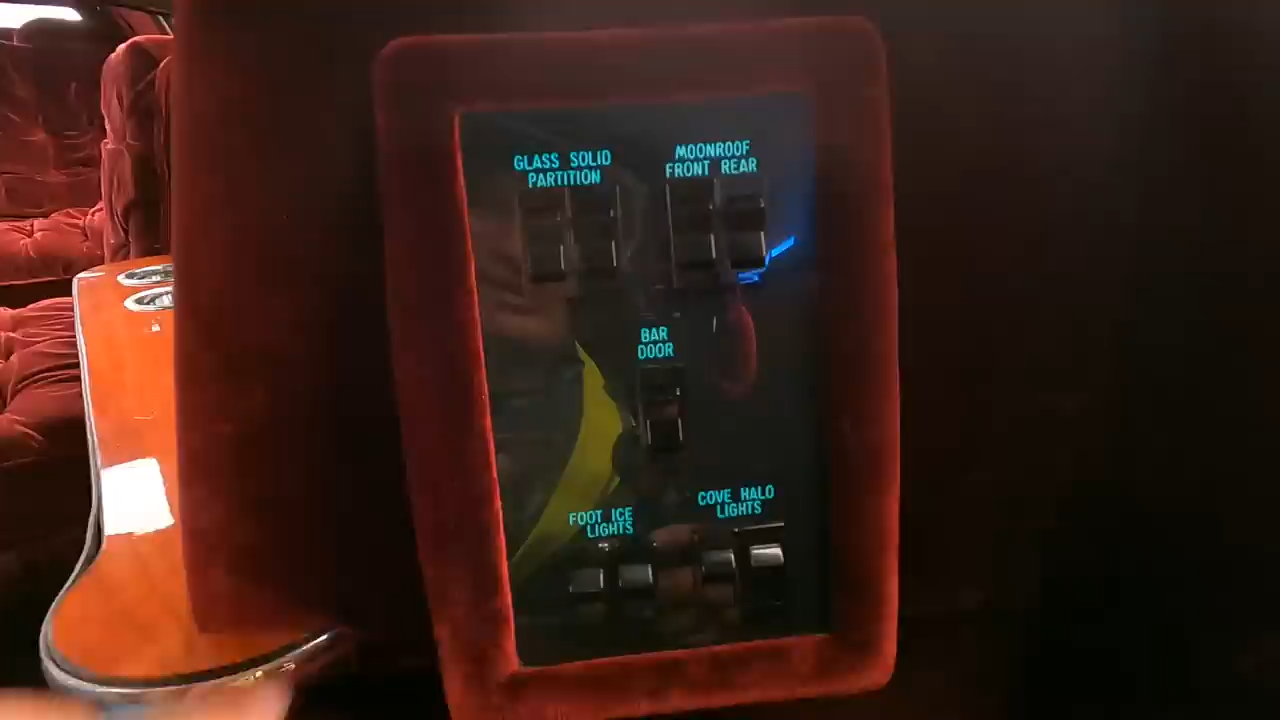 GLASS SOLID
PARTITION
MOONROOF
FRONT REAR
BAR
DOOR
FOOT ICE
LIGHTS
COVE HALO
LIGHTS